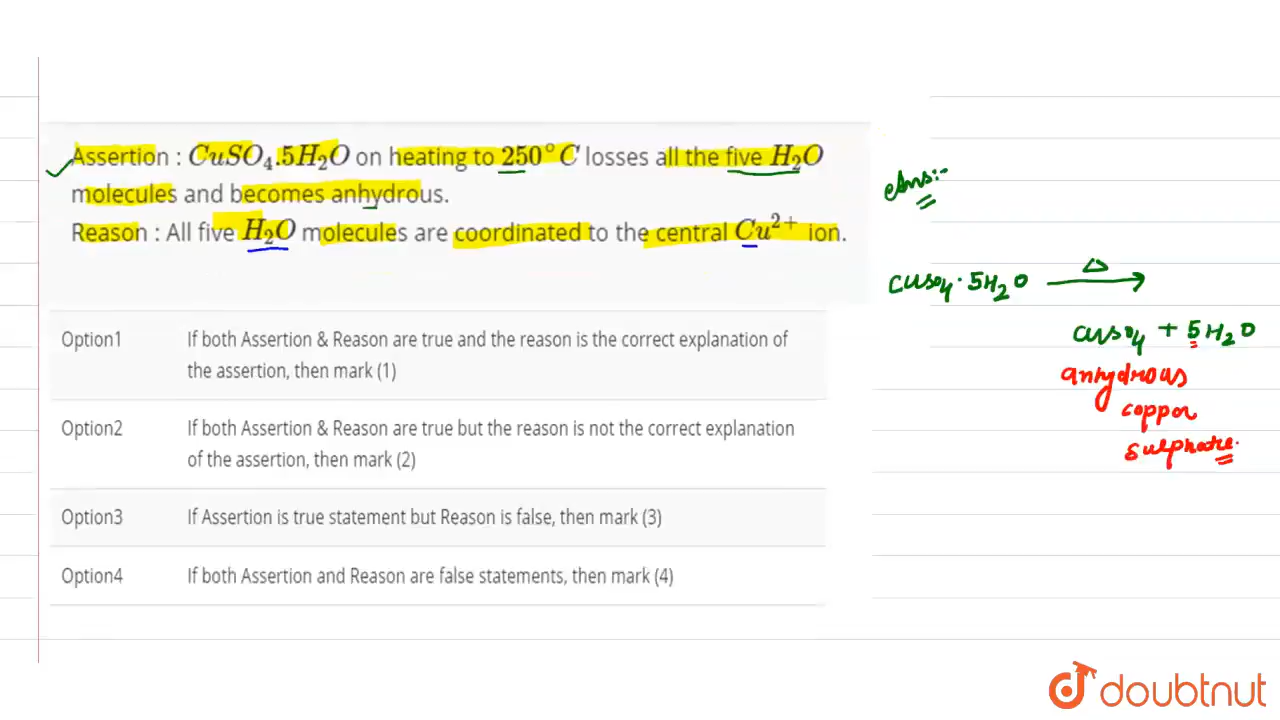 Assertion : CuSO₄.5H₂O on heating to 250°C losses all the five H₂O
molecules and becomes anhydrous.
Reason : All five H₂O molecules are coordinated to the central Cu²⁺ ion.
Option1 If both Assertion & Reason are true and the reason is the correct explanation of
the assertion, then mark (1)
Option2 If both Assertion & Reason are true but the reason is not the correct explanation
of the assertion, then mark (2)
Option3 If Assertion is true statement but Reason is false, then mark (3)
Option4 If both Assertion and Reason are false statements, then mark (4)
Ans:-
CuSO₄·5H₂O —Δ→
CuSO₄ + 5H₂O
anhydrous
copper
sulphate.
doubtnut